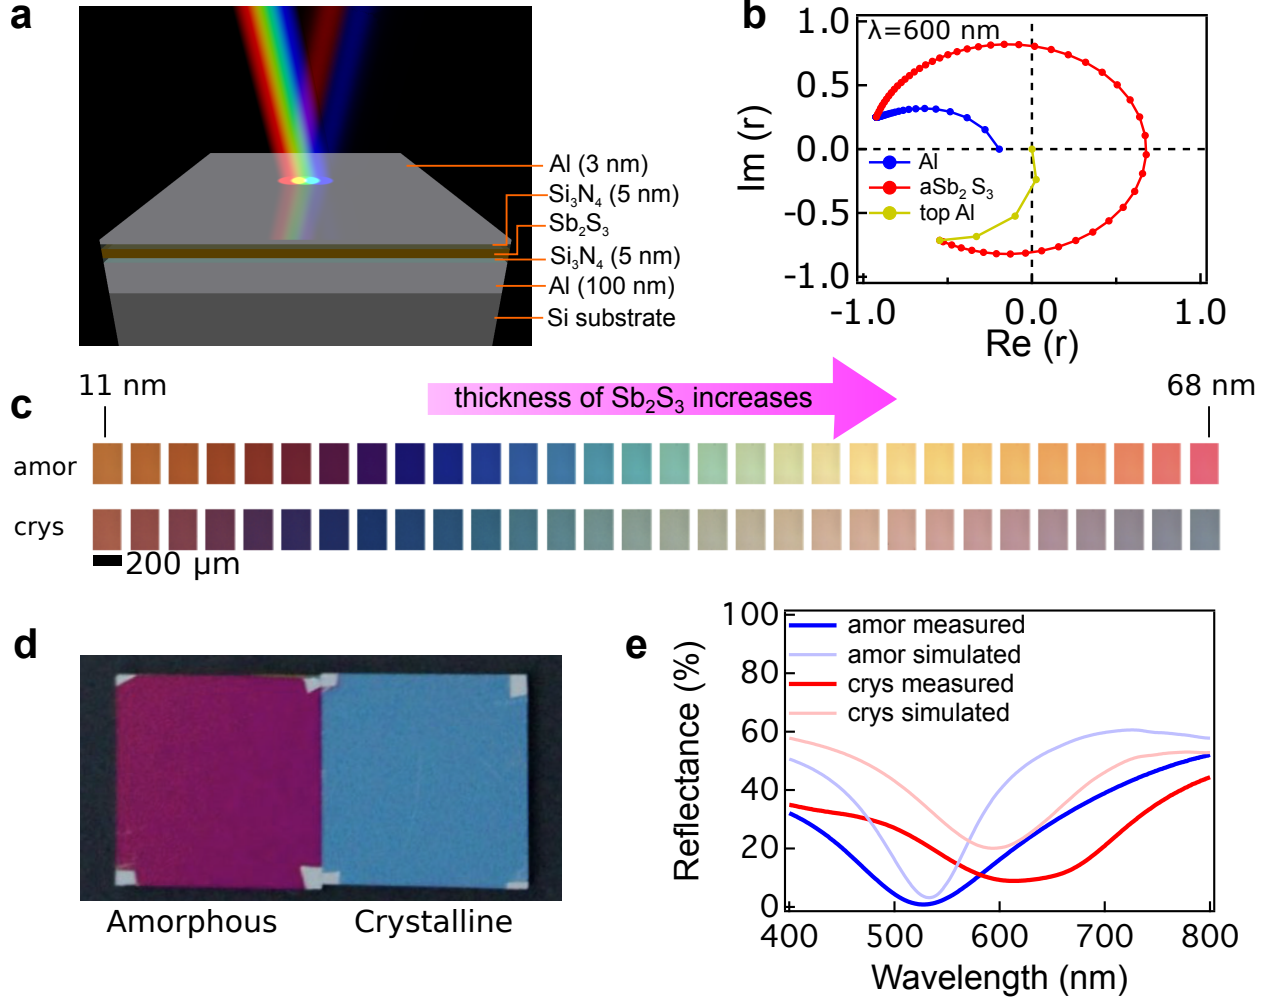 a
Al (3 nm)
Si₃N₄ (5 nm)
Sb₂S₃
Si₃N₄ (5 nm)
Al (100 nm)
Si substrate
b
λ=600 nm
1.0
0.5
0.0
-0.5
-1.0
Im (r)
Al
aSb₂ S₃
top Al
-1.0
0.0
1.0
Re (r)
c
11 nm
thickness of Sb₂S₃ increases
68 nm
amor
crys
200 µm
d
Amorphous
Crystalline
e
100
80
60
40
20
0
Reflectance (%)
amor measured
amor simulated
crys measured
crys simulated
400
500
600
700
800
Wavelength (nm)